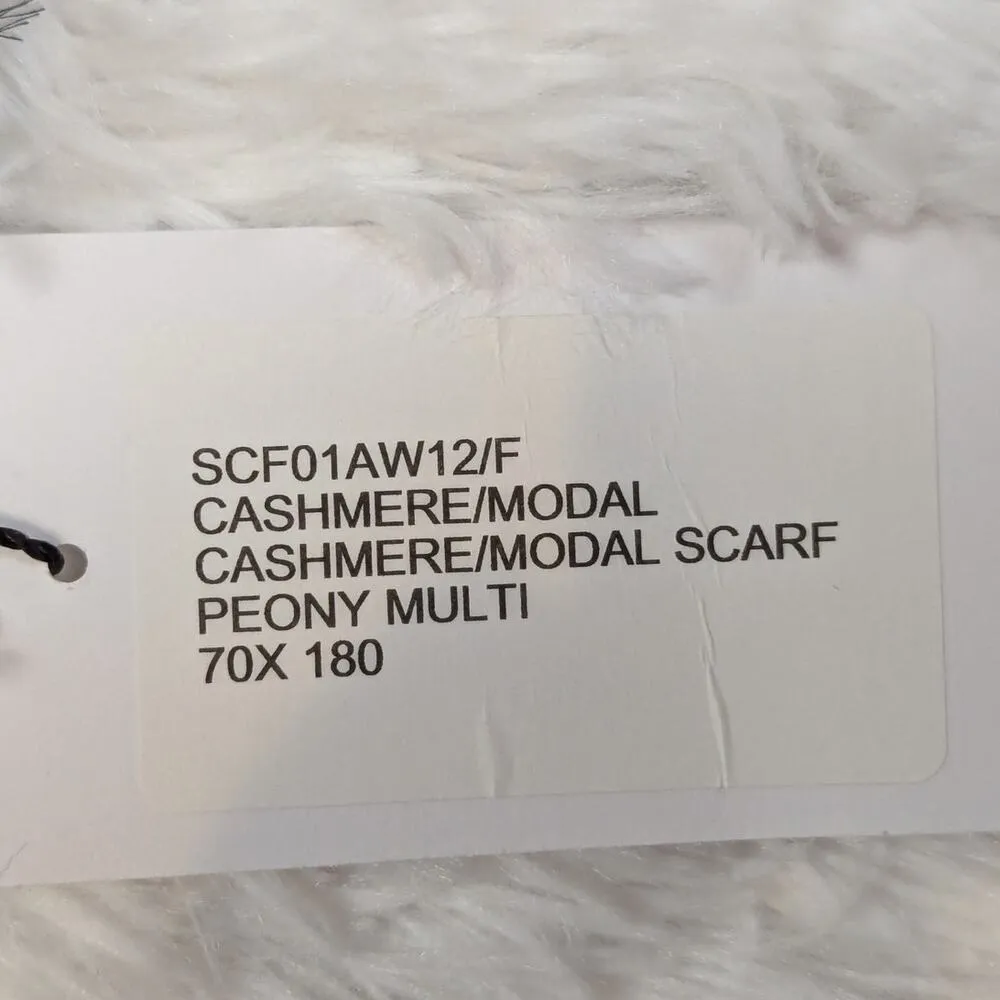 SCF01AW12/F
CASHMERE/MODAL
CASHMERE/MODAL SCARF
PEONY MULTI
70X 180